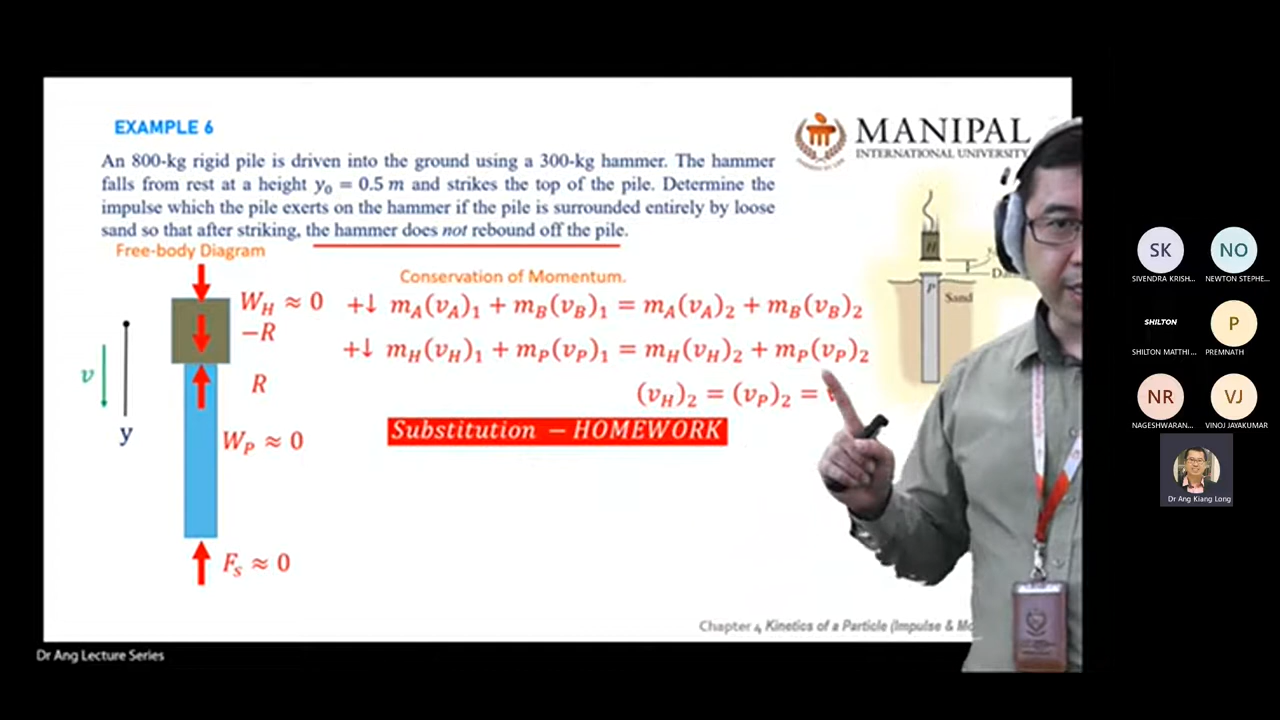 EXAMPLE 6
MANIPAL
INTERNATIONAL UNIVERSITY
An 800-kg rigid pile is driven into the ground using a 300-kg hammer. The hammer
falls from rest at a height y₀ = 0.5 m and strikes the top of the pile. Determine the
impulse which the pile exerts on the hammer if the pile is surrounded entirely by loose
sand so that after striking, the hammer does not rebound off the pile.
Free-body Diagram
Conservation of Momentum.
W_H ≈ 0
+↓ m_A(v_A)₁ + m_B(v_B)₁ = m_A(v_A)₂ + m_B(v_B)₂
−R
+↓ m_H(v_H)₁ + m_P(v_P)₁ = m_H(v_H)₂ + m_P(v_P)₂
v
R
(v_H)₂ = (v_P)₂ =
y
W_P ≈ 0
Substitution − HOMEWORK
F_s ≈ 0
H
P
Sand
Chapter 4 Kinetics of a Particle (Impulse & Mo
Dr Ang Lecture Series
SK
NO
SIVENDRA KRISH...
NEWTON STEPHE...
SHILTON
P
SHILTON MATTHI...
PREMNATH
NR
VJ
NAGESHWARAN...
VINOJ JAYAKUMAR
Dr Ang Kiang Long